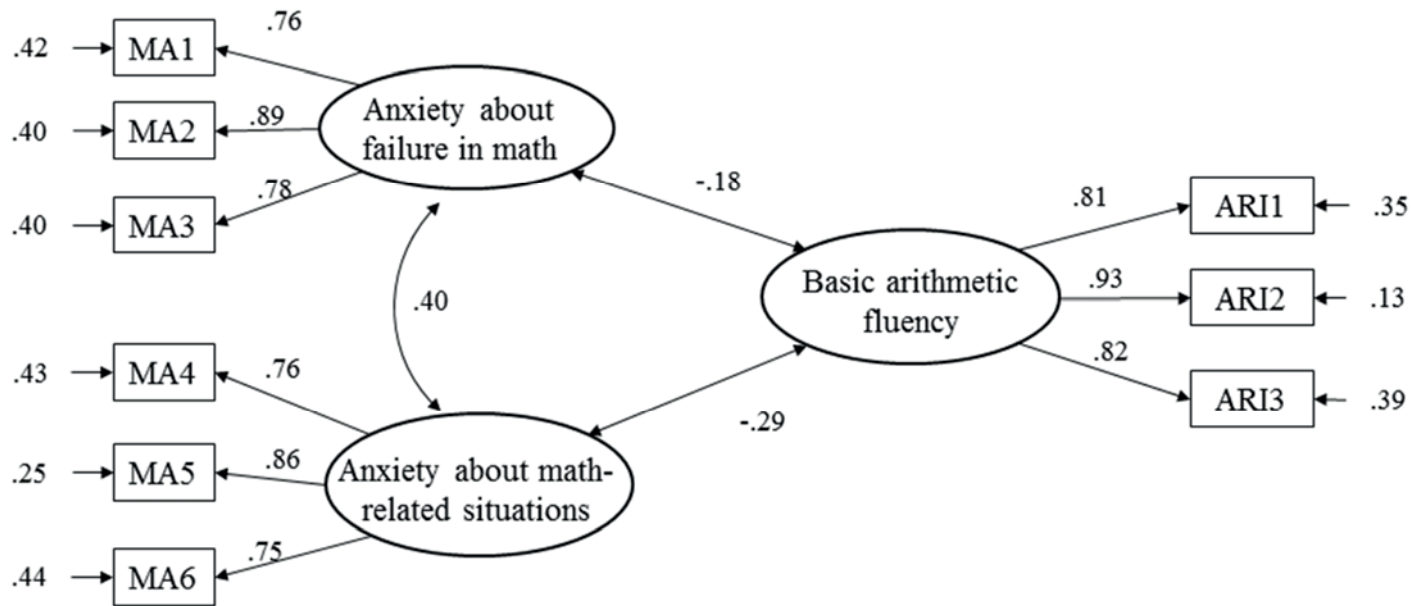 .76
.42
MA1
Anxiety about
failure in math
.89
.40
MA2
.78
.40
MA3
-.18
.81
ARI1
.35
Basic arithmetic
fluency
.93
ARI2
.13
.82
ARI3
.39
.40
-.29
.76
.43
MA4
Anxiety about math-
related situations
.86
.25
MA5
.75
.44
MA6